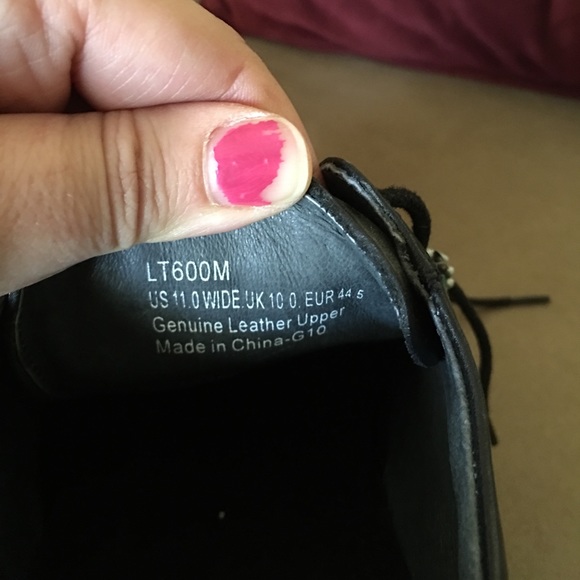 LT600M
US 11.0 WIDE UK 10.0, EUR 44.5
Genuine Leather Upper
Made in China-G10